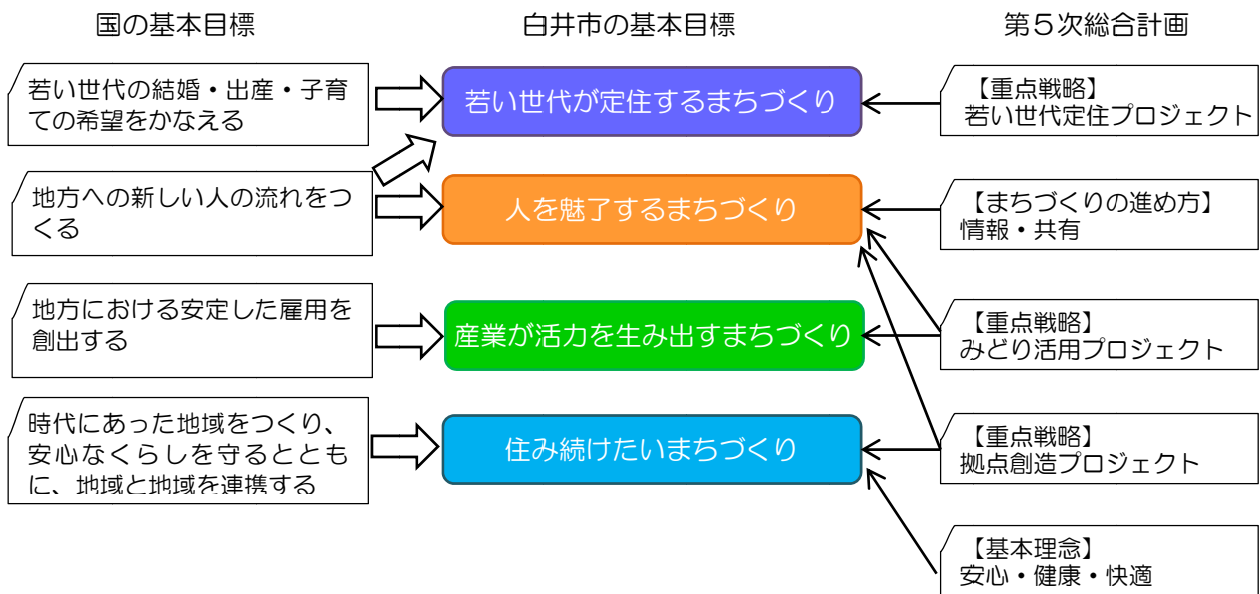 国の基本目標
白井市の基本目標
第5次総合計画
若い世代の結婚・出産・子育
ての希望をかなえる
若い世代が定住するまちづくり
【重点戦略】
若い世代定住プロジェクト
地方への新しい人の流れをつ
くる
人を魅了するまちづくり
【まちづくりの進め方】
情報・共有
地方における安定した雇用を
創出する
産業が活力を生み出すまちづくり
【重点戦略】
みどり活用プロジェクト
時代にあった地域をつくり、
安心なくらしを守るととも
に、地域と地域を連携する
住み続けたいまちづくり
【重点戦略】
拠点創造プロジェクト
【基本理念】
安心・健康・快適